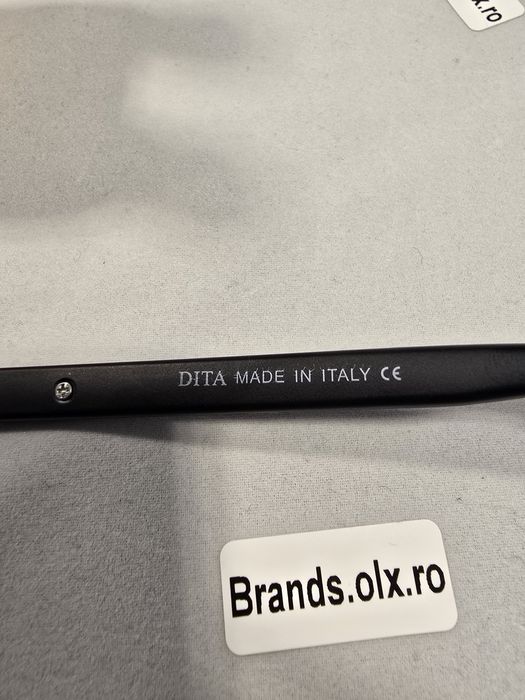 x.ro
DITA MADE IN ITALY CE
Brands.olx.ro